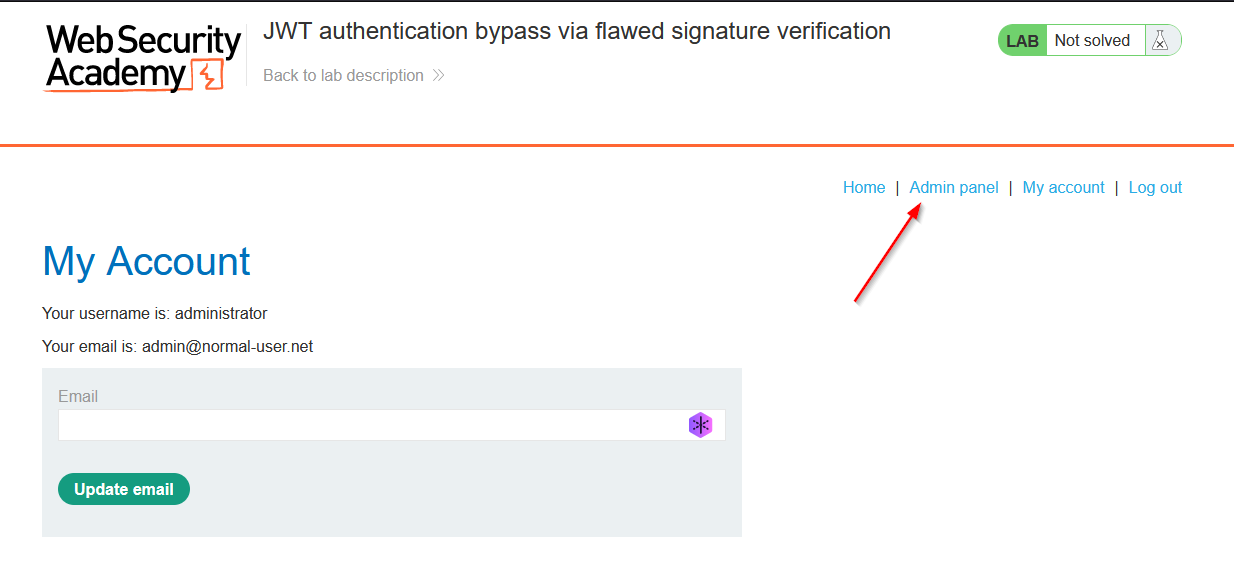 Web Security
Academy
JWT authentication bypass via flawed signature verification
Back to lab description
LAB Not solved
Home | Admin panel | My account | Log out
My Account
Your username is: administrator
Your email is: admin@normal-user.net
Email
Update email